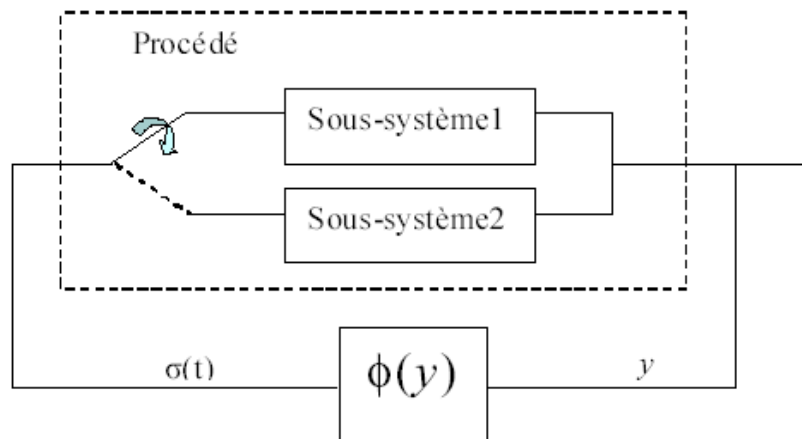 Procédé
Sous-système1
Sous-système2
σ(t)
ϕ(y)
y